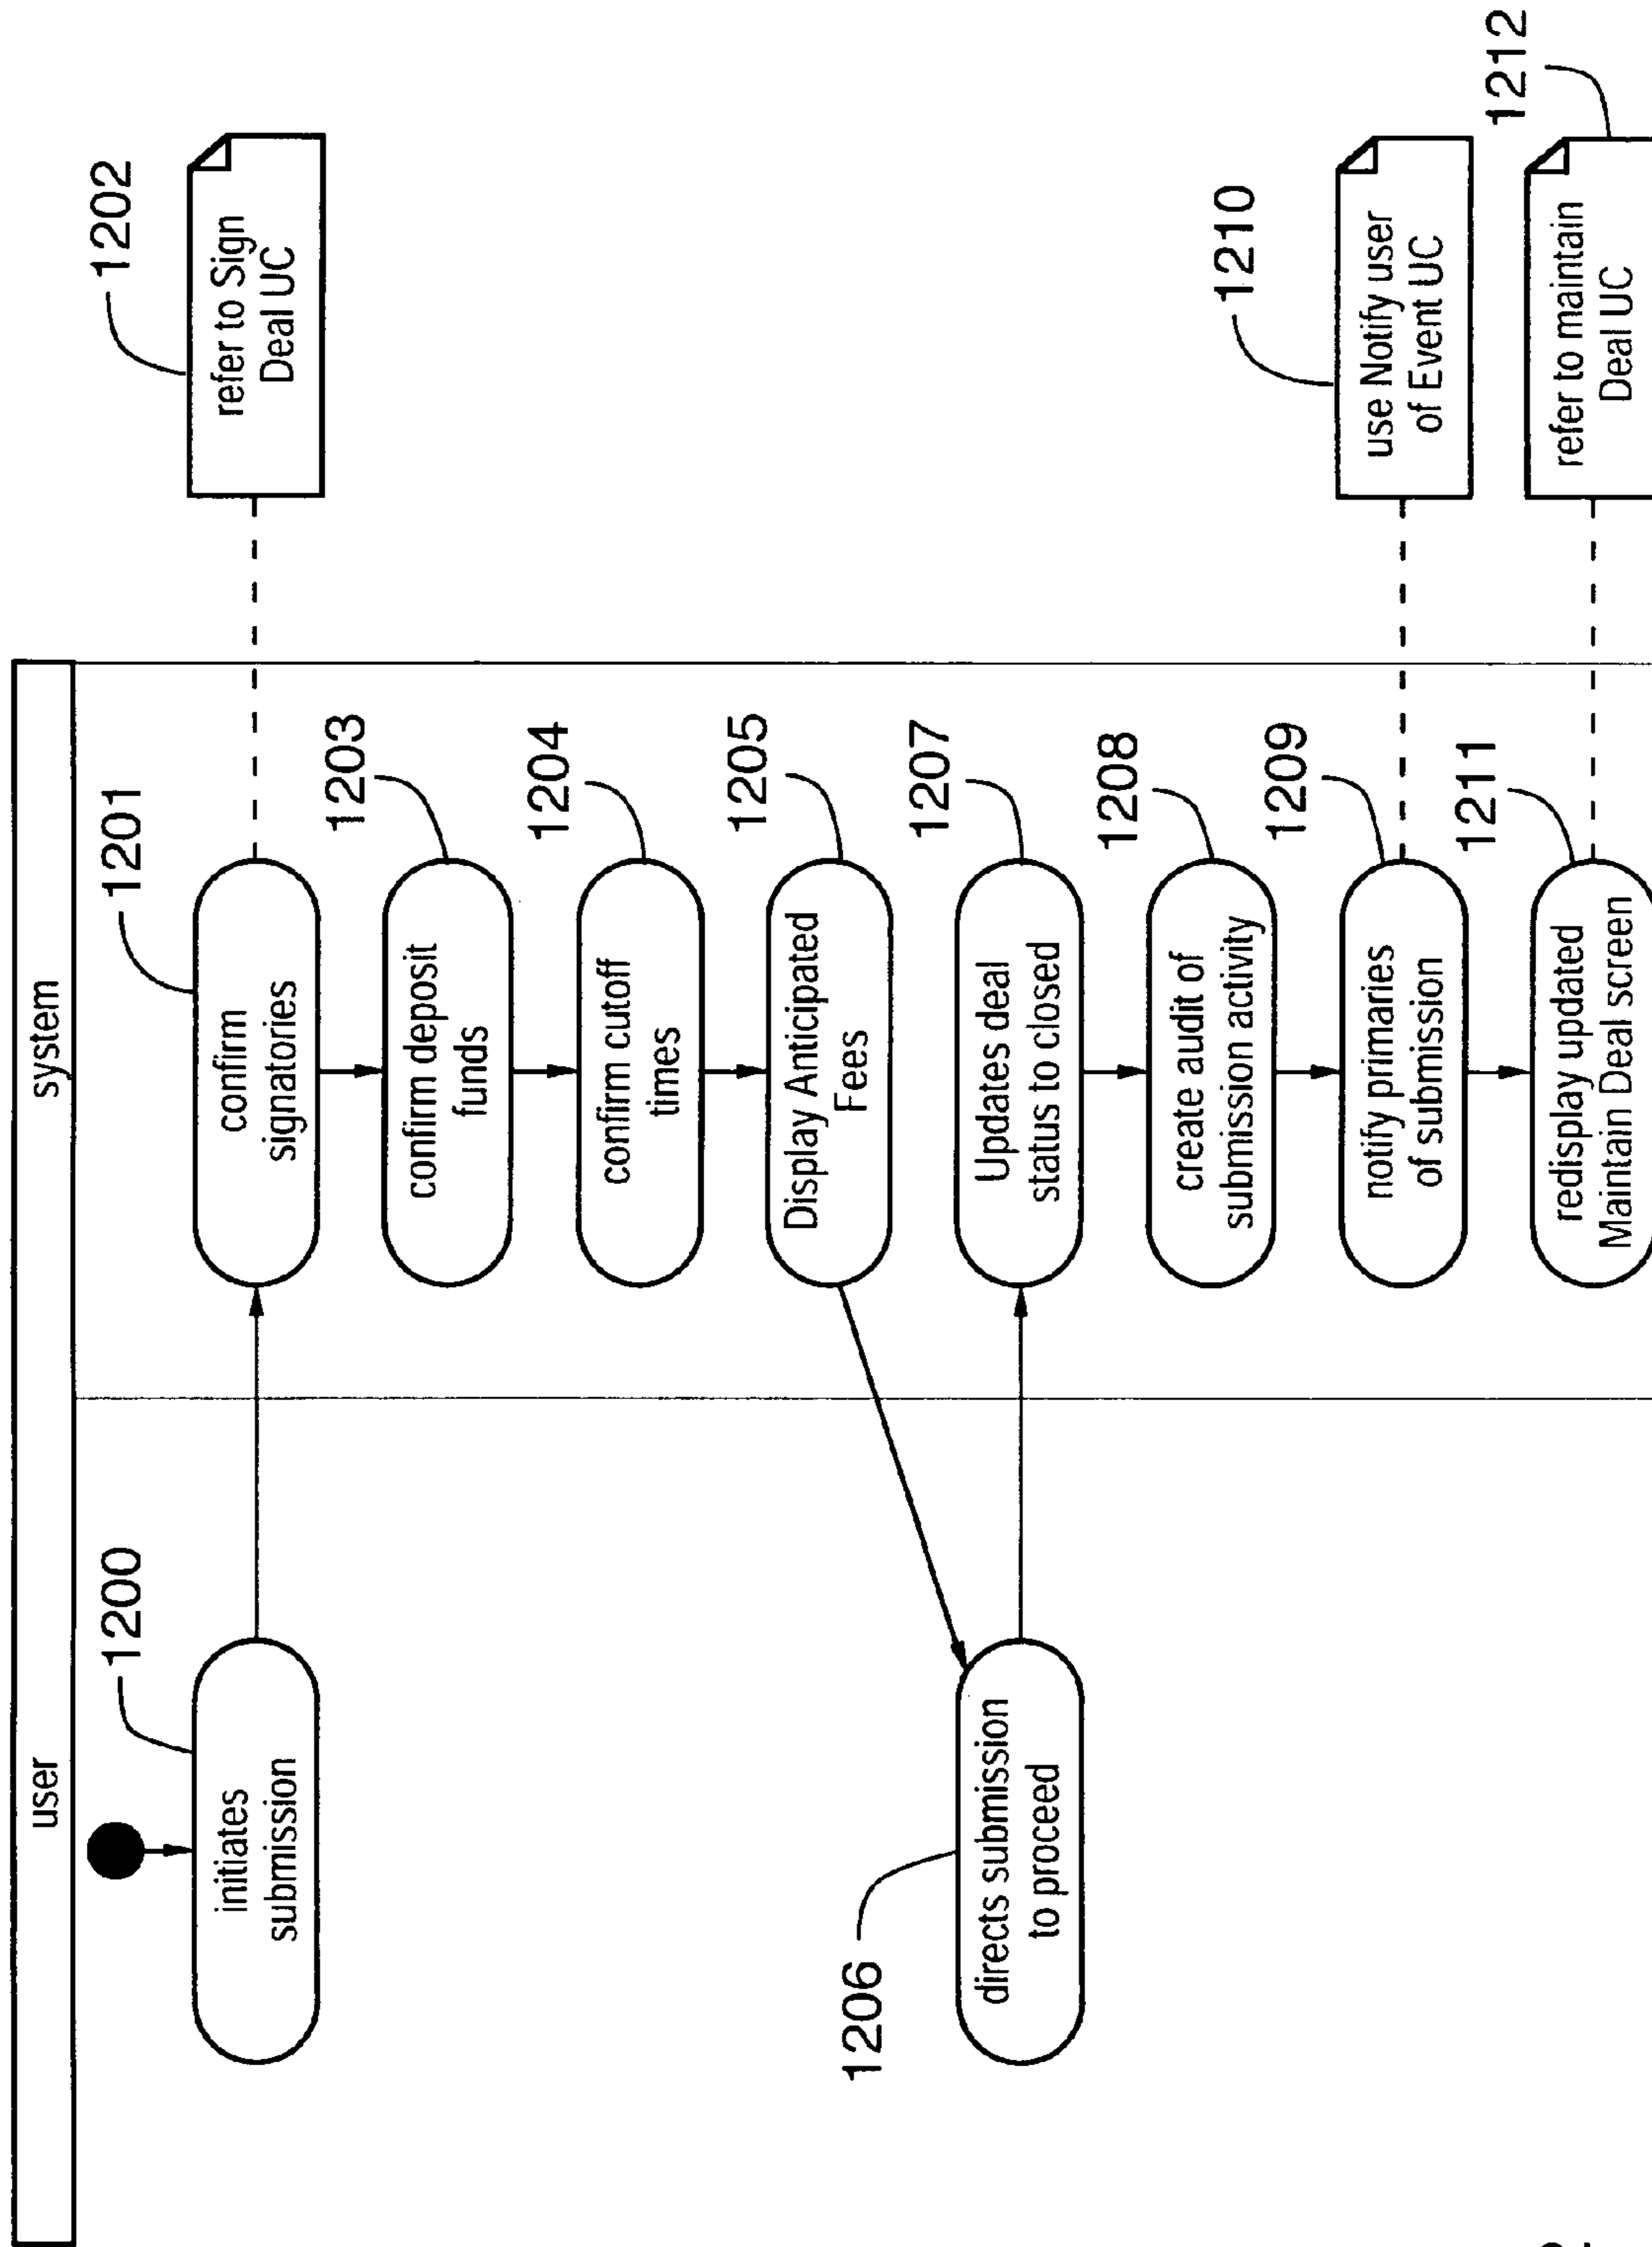 user
system
1200
initiates
submission
1201
confirm
signatories
1202
refer to Sign
Deal UC
1203
confirm deposit
funds
1204
confirm cutoff
times
1205
Display Anticipated
Fees
1206
directs submission
to proceed
1207
Updates deal
status to closed
1208
create audit of
submission activity
1209
notify primaries
of submission
1210
use Notify user
of Event UC
1211
redisplay updated
Maintain Deal screen
1212
refer to maintain
Deal UC